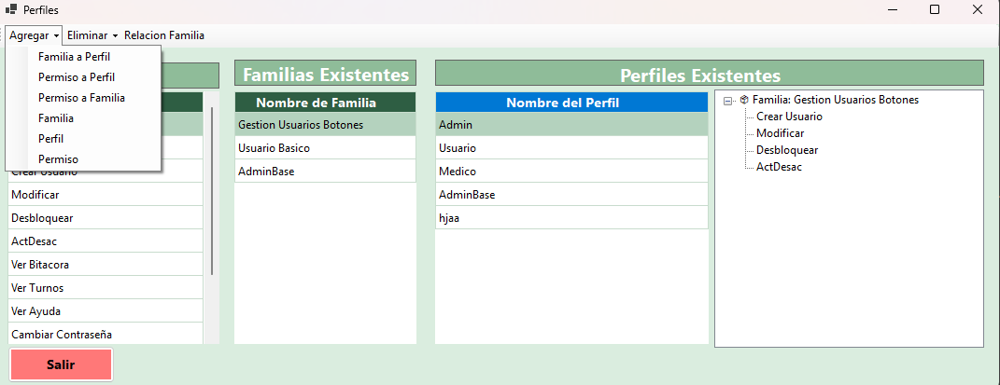 Perfiles
Agregar Eliminar Relacion Familia
Familia a Perfil
Permiso a Perfil
Permiso a Familia
Familia
Perfil
Permiso
Crear Usuario
Modificar
Desbloquear
ActDesac
Ver Bitacora
Ver Turnos
Ver Ayuda
Cambiar Contraseña
Familias Existentes
Nombre de Familia
Gestion Usuarios Botones
Usuario Basico
AdminBase
Perfiles Existentes
Nombre del Perfil
Admin
Usuario
Medico
AdminBase
hjaa
Familia: Gestion Usuarios Botones
Crear Usuario
Modificar
Desbloquear
ActDesac
Salir